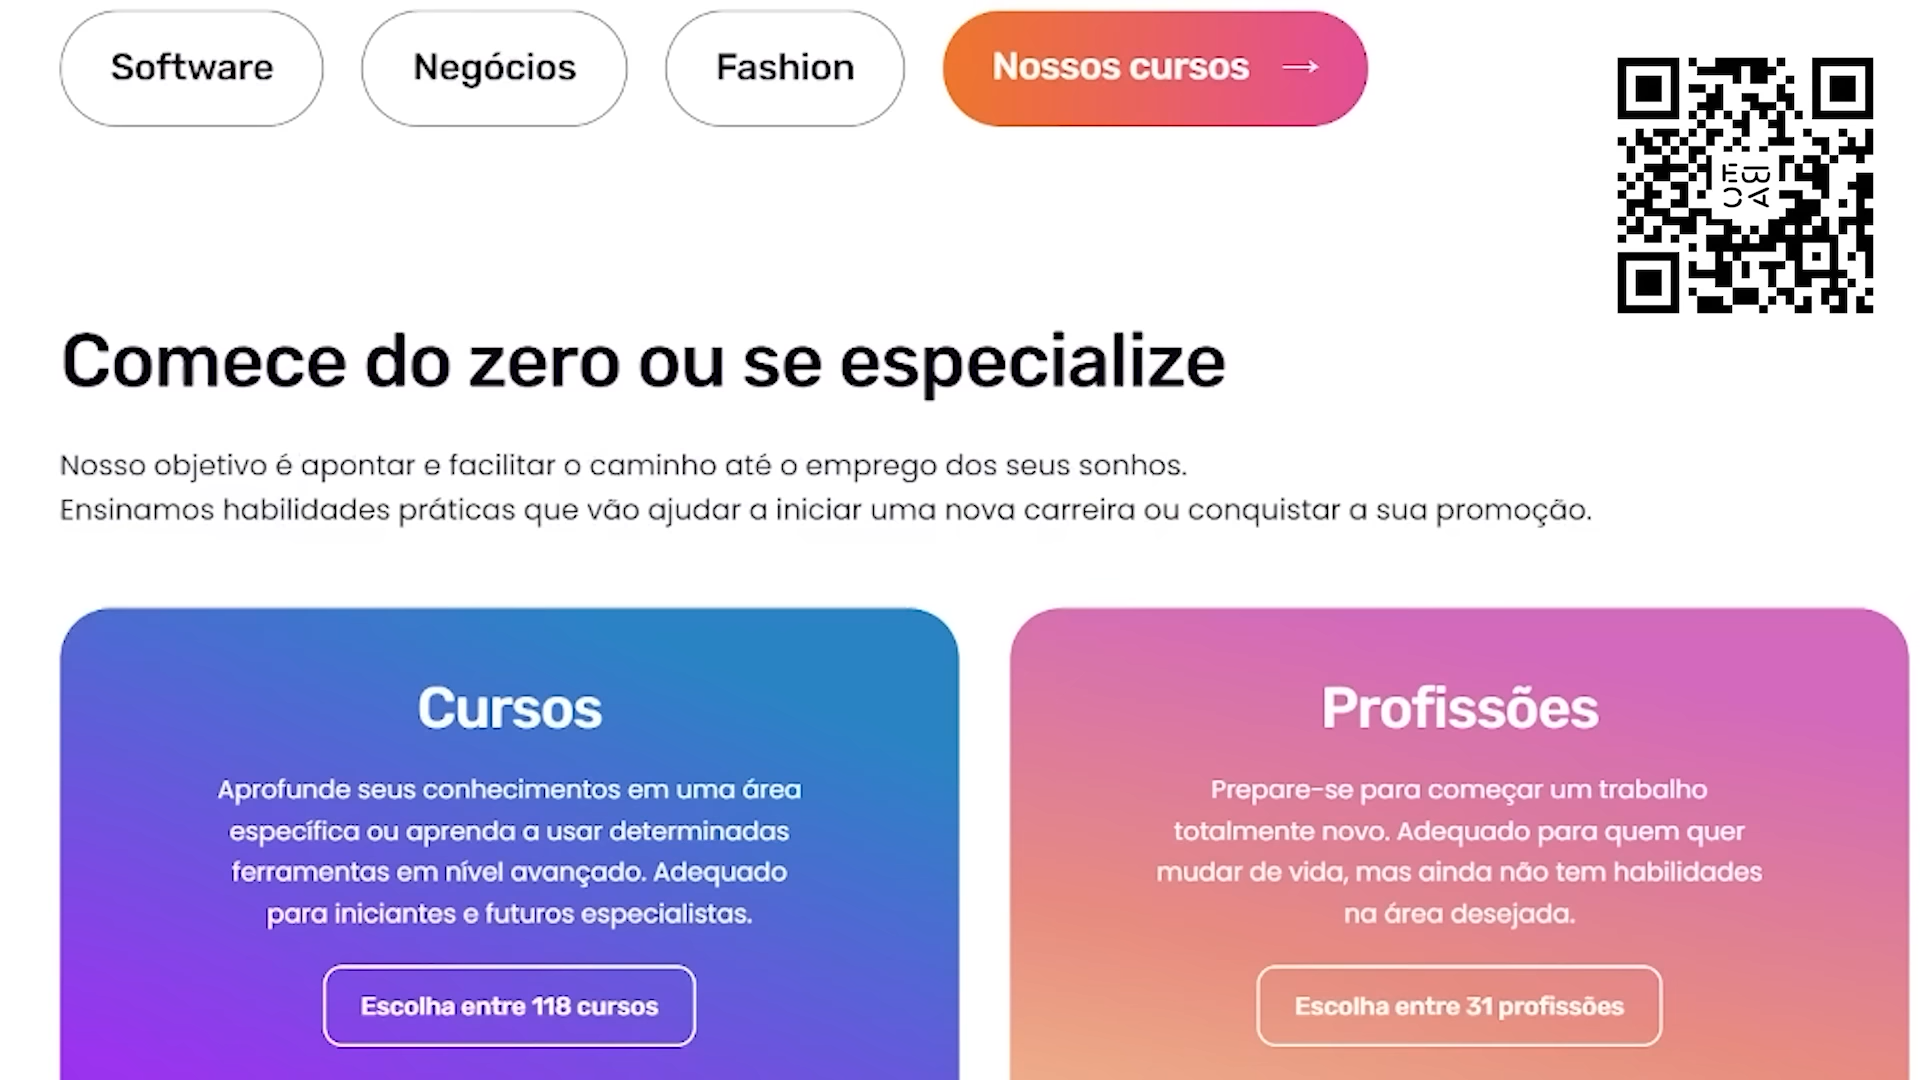 Software
Negócios
Fashion
Nossos cursos →
EBAC
Comece do zero ou se especialize
Nosso objetivo é apontar e facilitar o caminho até o emprego dos seus sonhos.
Ensinamos habilidades práticas que vão ajudar a iniciar uma nova carreira ou conquistar a sua promoção.
Cursos
Aprofunde seus conhecimentos em uma área
específica ou aprenda a usar determinadas
ferramentas em nível avançado. Adequado
para iniciantes e futuros especialistas.
Escolha entre 118 cursos
Profissões
Prepare-se para começar um trabalho
totalmente novo. Adequado para quem quer
mudar de vida, mas ainda não tem habilidades
na área desejada.
Escolha entre 31 profissões